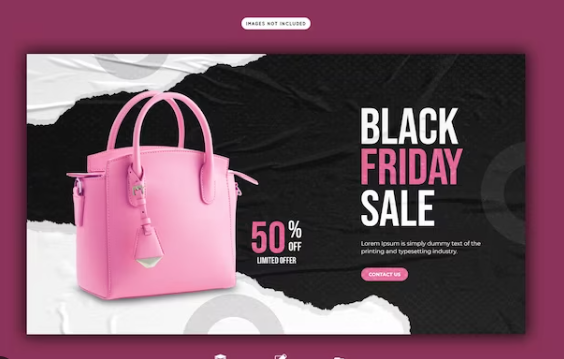 IMAGES NOT INCLUDED
BLACK
FRIDAY
SALE
50%
OFF
LIMITED OFFER
Lorem Ipsum is simply dummy text of the
printing and typesetting industry.
CONTACT US